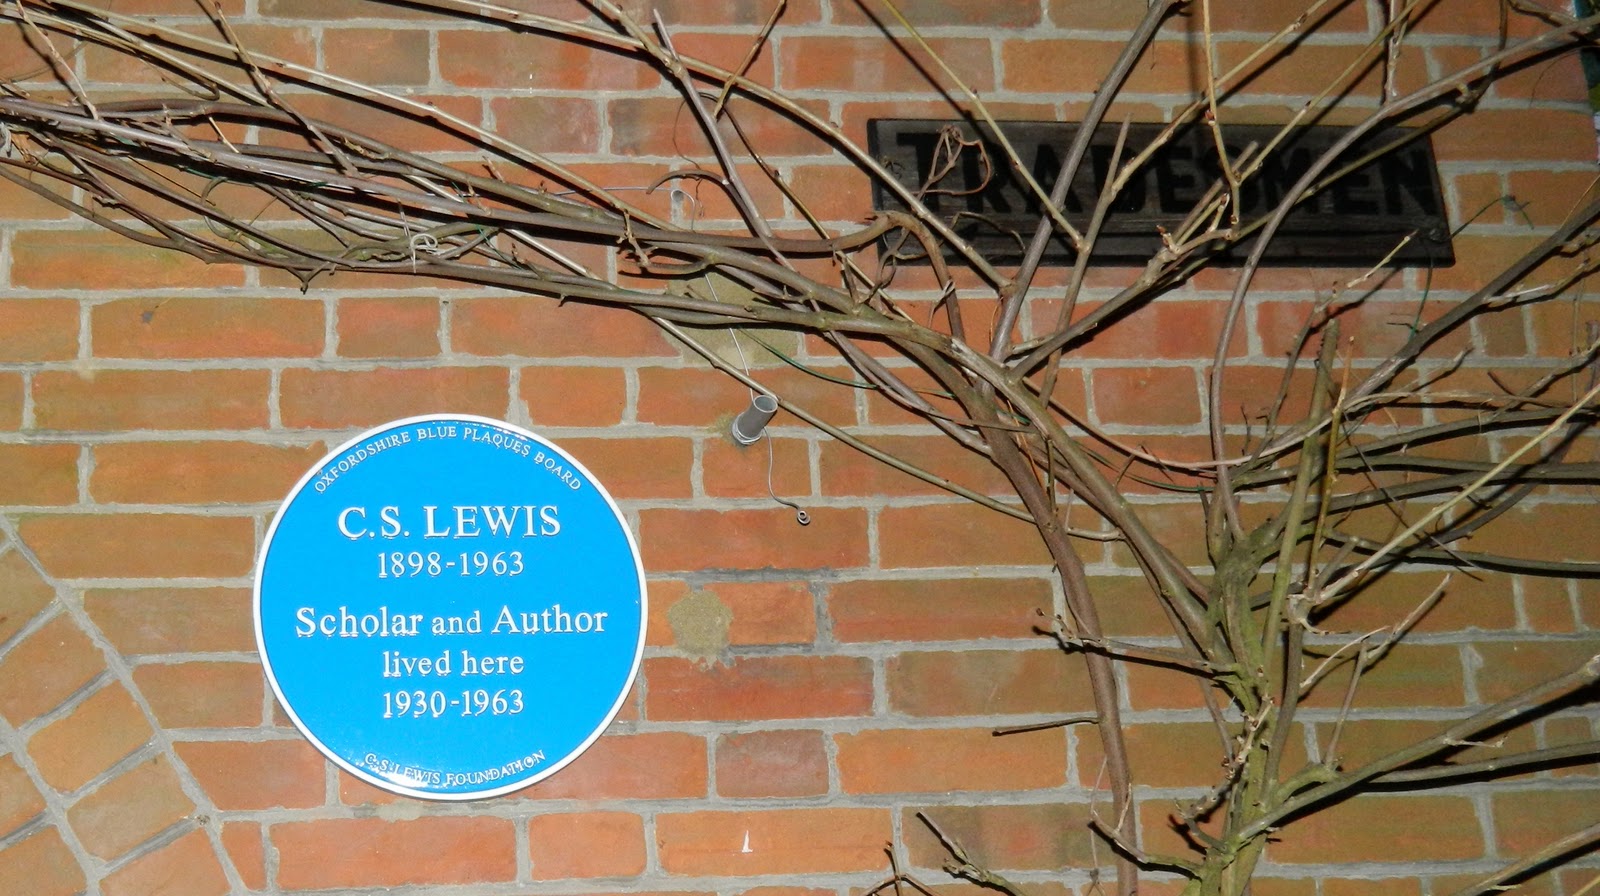 OXFORDSHIRE BLUE PLAQUES BOARD
C.S. LEWIS
1898-1963
Scholar and Author
lived here
1930-1963
C·S·LEWIS FOUNDATION
TRADESMEN